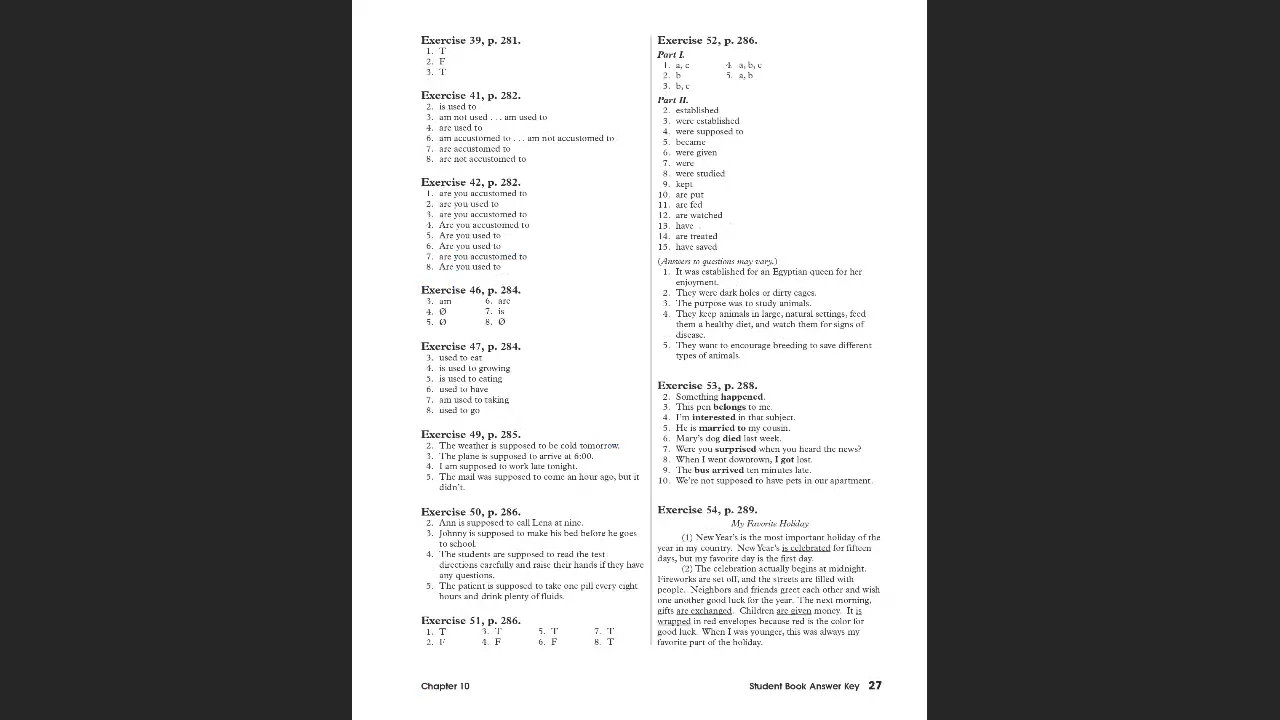 Exercise 39, p. 281.
1. T
2. F
3. T
Exercise 41, p. 282.
2. is used to
3. am not used . . . am used to
4. are used to
6. am accustomed to . . . am not accustomed to
7. are accustomed to
8. are not accustomed to
Exercise 42, p. 282.
1. are you accustomed to
2. are you used to
3. are you accustomed to
4. Are you accustomed to
5. Are you used to
6. Are you used to
7. are you accustomed to
8. Are you used to
Exercise 46, p. 284.
3. am 6. are
4. Ø 7. is
5. Ø 8. Ø
Exercise 47, p. 284.
3. used to eat
4. is used to growing
5. is used to eating
6. used to have
7. am used to taking
8. used to go
Exercise 49, p. 285.
2. The weather is supposed to be cold tomorrow.
3. The plane is supposed to arrive at 6:00.
4. I am supposed to work late tonight.
5. The mail was supposed to come an hour ago, but it
didn't.
Exercise 50, p. 286.
2. Ann is supposed to call Lena at nine.
3. Johnny is supposed to make his bed before he goes
to school.
4. The students are supposed to read the test
directions carefully and raise their hands if they have
any questions.
5. The patient is supposed to take one pill every eight
hours and drink plenty of fluids.
Exercise 51, p. 286.
1. T 3. T 5. T 7. T
2. F 4. F 6. F 8. T
Exercise 52, p. 286.
Part I.
1. a, c 4. a, b, c
2. b 5. a, b
3. b, c
Part II.
2. established
3. were established
4. were supposed to
5. became
6. were given
7. were
8. were studied
9. kept
10. are put
11. are fed
12. are watched
13. have
14. are treated
15. have saved
(Answers to questions may vary.)
1. It was established for an Egyptian queen for her
enjoyment.
2. They were dark holes or dirty cages.
3. The purpose was to study animals.
4. They keep animals in large, natural settings, feed
them a healthy diet, and watch them for signs of
disease.
5. They want to encourage breeding to save different
types of animals.
Exercise 53, p. 288.
2. Something happened.
3. This pen belongs to me.
4. I'm interested in that subject.
5. He is married to my cousin.
6. Mary's dog died last week.
7. Were you surprised when you heard the news?
8. When I went downtown, I got lost.
9. The bus arrived ten minutes late.
10. We're not supposed to have pets in our apartment.
Exercise 54, p. 289.
My Favorite Holiday
(1) New Year's is the most important holiday of the
year in my country. New Year's is celebrated for fifteen
days, but my favorite day is the first day.
(2) The celebration actually begins at midnight.
Fireworks are set off, and the streets are filled with
people. Neighbors and friends greet each other and wish
one another good luck for the year. The next morning,
gifts are exchanged. Children are given money. It is
wrapped in red envelopes because red is the color for
good luck. When I was younger, this was always my
favorite part of the holiday.
Chapter 10
Student Book Answer Key 27